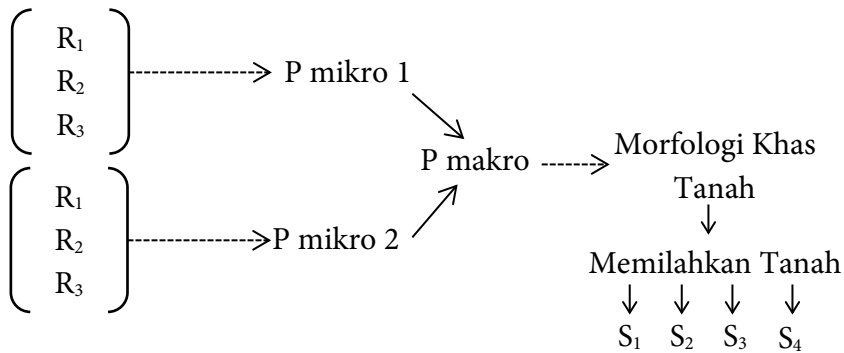 R₁
R₂
R₃
P mikro 1
P makro
Morfologi Khas
Tanah
R₁
R₂
R₃
P mikro 2
Memilahkan Tanah
S₁ S₂ S₃ S₄